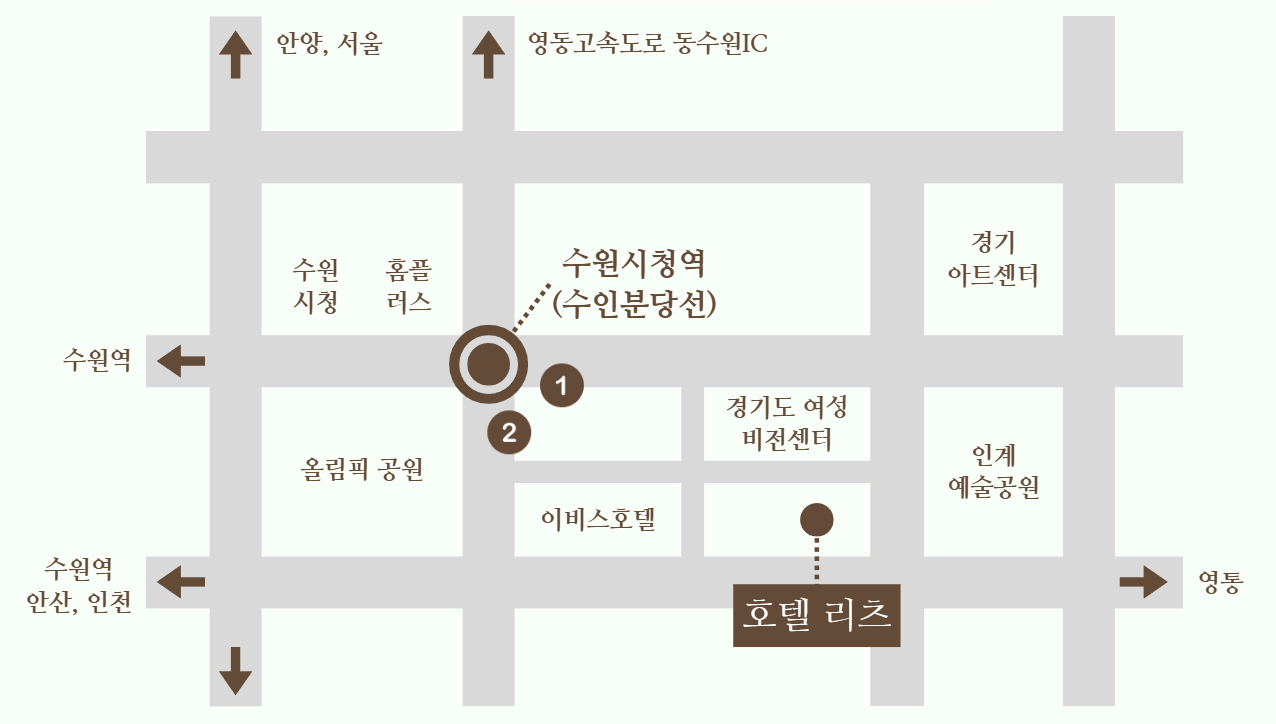 안양, 서울
영동고속도로 동수원IC
경기
아트센터
수원시청역
(수인분당선)
수원
시청
홈플
러스
수원역
1
2
경기도 여성
비전센터
올림픽 공원
인계
예술공원
이비스호델
수원역
안산, 인천
영통
호텔 리츠